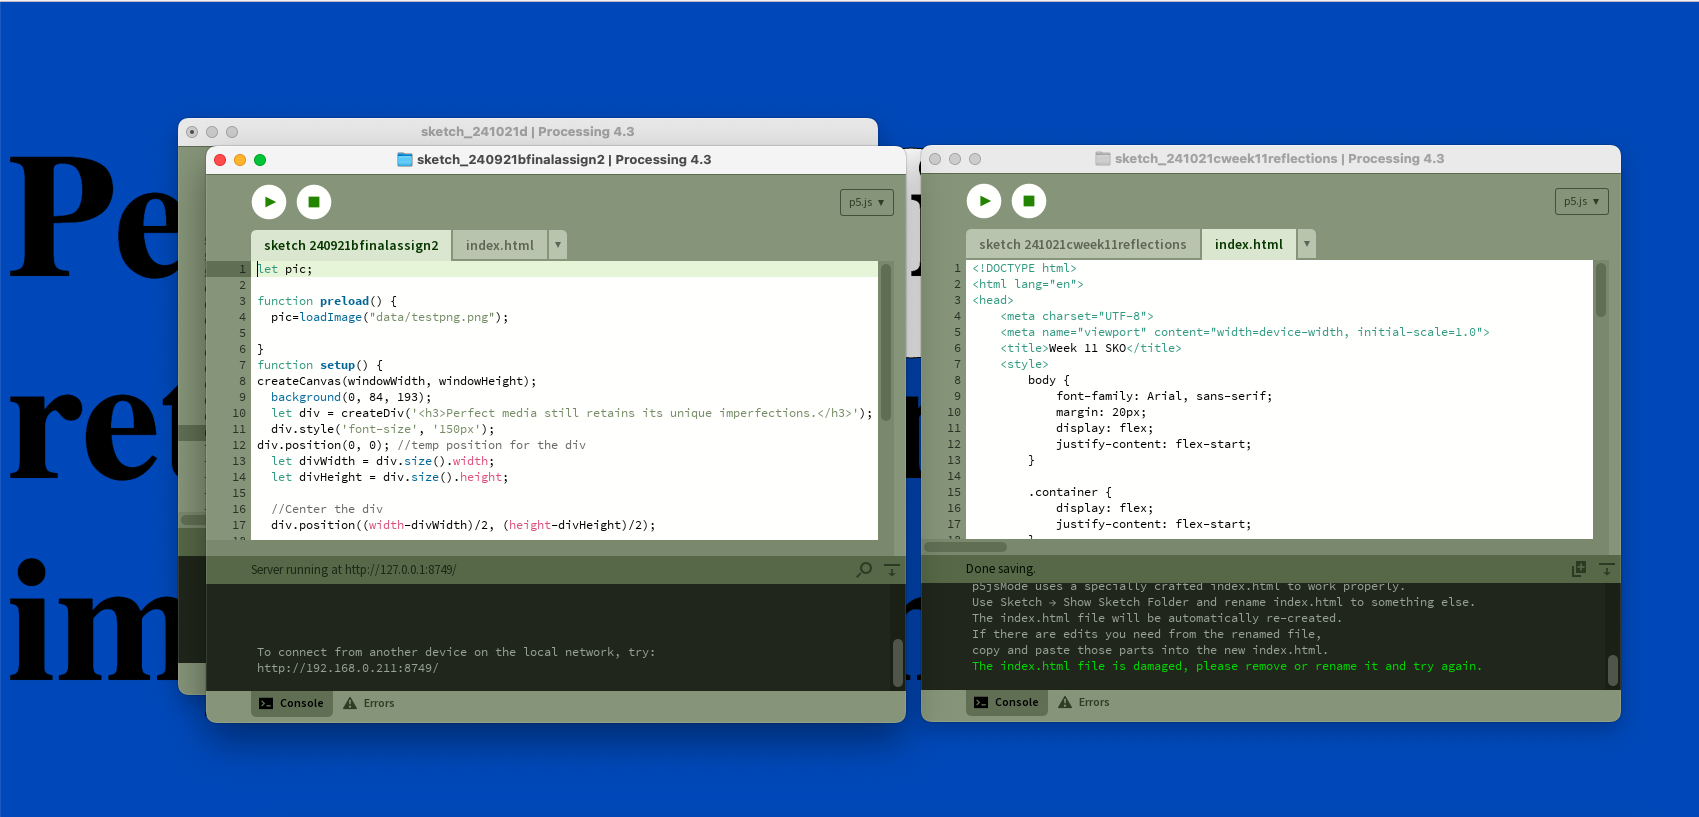 Pe
ret
im
sketch_241021d | Processing 4.3
sketch_240921bfinalassign2 | Processing 4.3
p5.js ▾
sketch 240921bfinalassign2
index.html
▾
1 let pic;
2
3 function preload() {
4   pic=loadImage("data/testpng.png");
5
6 }
7 function setup() {
8 createCanvas(windowWidth, windowHeight);
9   background(0, 84, 193);
10   let div = createDiv('<h3>Perfect media still retains its unique imperfections.</h3>');
11   div.style('font-size', '150px');
12 div.position(0, 0); //temp position for the div
13   let divWidth = div.size().width;
14   let divHeight = div.size().height;
15
16   //Center the div
17   div.position((width-divWidth)/2, (height-divHeight)/2);
18
Server running at http://127.0.0.1:8749/
To connect from another device on the local network, try:
http://192.168.0.211:8749/
Console
Errors
sketch_241021cweek11reflections | Processing 4.3
p5.js ▾
sketch 241021cweek11reflections
index.html
▾
1 <!DOCTYPE html>
2 <html lang="en">
3 <head>
4     <meta charset="UTF-8">
5     <meta name="viewport" content="width=device-width, initial-scale=1.0">
6     <title>Week 11 SKO</title>
7     <style>
8         body {
9             font-family: Arial, sans-serif;
10             margin: 20px;
11             display: flex;
12             justify-content: flex-start;
13         }
14
15         .container {
16             display: flex;
17             justify-content: flex-start;
18         }
Done saving.
p5jsMode uses a specially crafted index.html to work properly.
Use Sketch → Show Sketch Folder and rename index.html to something else.
The index.html file will be automatically re-created.
If there are edits you need from the renamed file,
copy and paste those parts into the new index.html.
The index.html file is damaged, please remove or rename it and try again.
Console
Errors